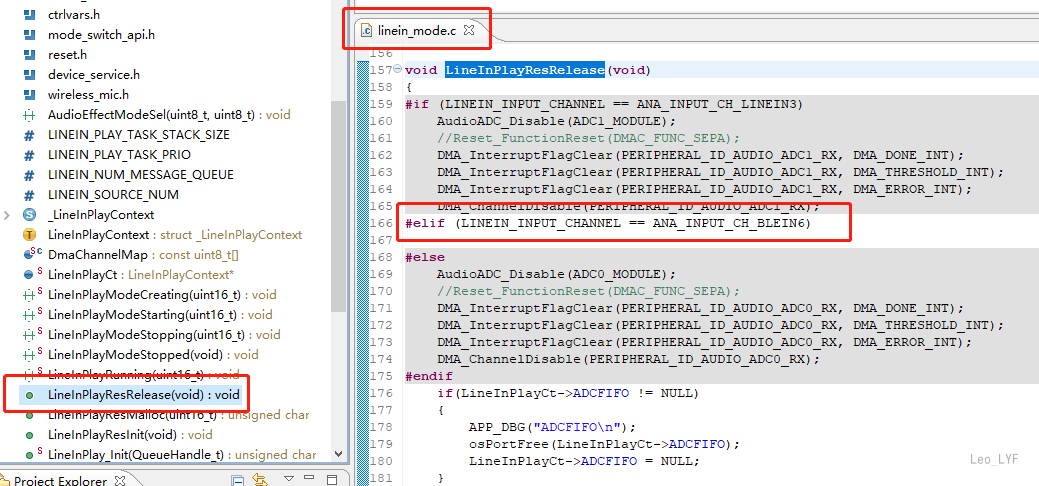 ctrlvars.h
mode_switch_api.h
reset.h
device_service.h
wireless_mic.h
AudioEffectModeSel(uint8_t, uint8_t) : void
LINEIN_PLAY_TASK_STACK_SIZE
LINEIN_PLAY_TASK_PRIO
LINEIN_NUM_MESSAGE_QUEUE
LINEIN_SOURCE_NUM
_LineInPlayContext
LineInPlayContext : struct _LineInPlayContext
DmaChannelMap : const uint8_t[]
LineInPlayCt : LineInPlayContext*
LineInPlayModeCreating(uint16_t) : void
LineInPlayModeStarting(uint16_t) : void
LineInPlayModeStopping(uint16_t) : void
LineInPlayModeStopped(void) : void
LineInPlayRunning(uint16_t) : void
LineInPlayResRelease(void) : void
LineInPlayResMalloc(uint16_t) : unsigned char
LineInPlayResInit(void) : void
LineInPlay_Init(QueueHandle_t) : unsigned char
Project Explorer
linein_mode.c
156
157 void LineInPlayResRelease(void)
158 {
159 #if (LINEIN_INPUT_CHANNEL == ANA_INPUT_CH_LINEIN3)
160 AudioADC_Disable(ADC1_MODULE);
161 //Reset_FunctionReset(DMAC_FUNC_SEPA);
162 DMA_InterruptFlagClear(PERIPHERAL_ID_AUDIO_ADC1_RX, DMA_DONE_INT);
163 DMA_InterruptFlagClear(PERIPHERAL_ID_AUDIO_ADC1_RX, DMA_THRESHOLD_INT);
164 DMA_InterruptFlagClear(PERIPHERAL_ID_AUDIO_ADC1_RX, DMA_ERROR_INT);
165 DMA_ChannelDisable(PERIPHERAL_ID_AUDIO_ADC1_RX);
166 #elif (LINEIN_INPUT_CHANNEL == ANA_INPUT_CH_BLEIN6)
167
168 #else
169 AudioADC_Disable(ADC0_MODULE);
170 //Reset_FunctionReset(DMAC_FUNC_SEPA);
171 DMA_InterruptFlagClear(PERIPHERAL_ID_AUDIO_ADC0_RX, DMA_DONE_INT);
172 DMA_InterruptFlagClear(PERIPHERAL_ID_AUDIO_ADC0_RX, DMA_THRESHOLD_INT);
173 DMA_InterruptFlagClear(PERIPHERAL_ID_AUDIO_ADC0_RX, DMA_ERROR_INT);
174 DMA_ChannelDisable(PERIPHERAL_ID_AUDIO_ADC0_RX);
175 #endif
176 if(LineInPlayCt->ADCFIFO != NULL)
177 {
178 APP_DBG("ADCFIFO\n");
179 osPortFree(LineInPlayCt->ADCFIFO);
180 LineInPlayCt->ADCFIFO = NULL;
181 }
Leo_LYF